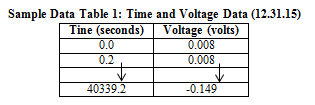 Sample Data Table 1: Time and Voltage Data (12.31.15)
Tine (seconds) Voltage (volts)
0.0 0.008
0.2 0.008
40339.2 -0.149